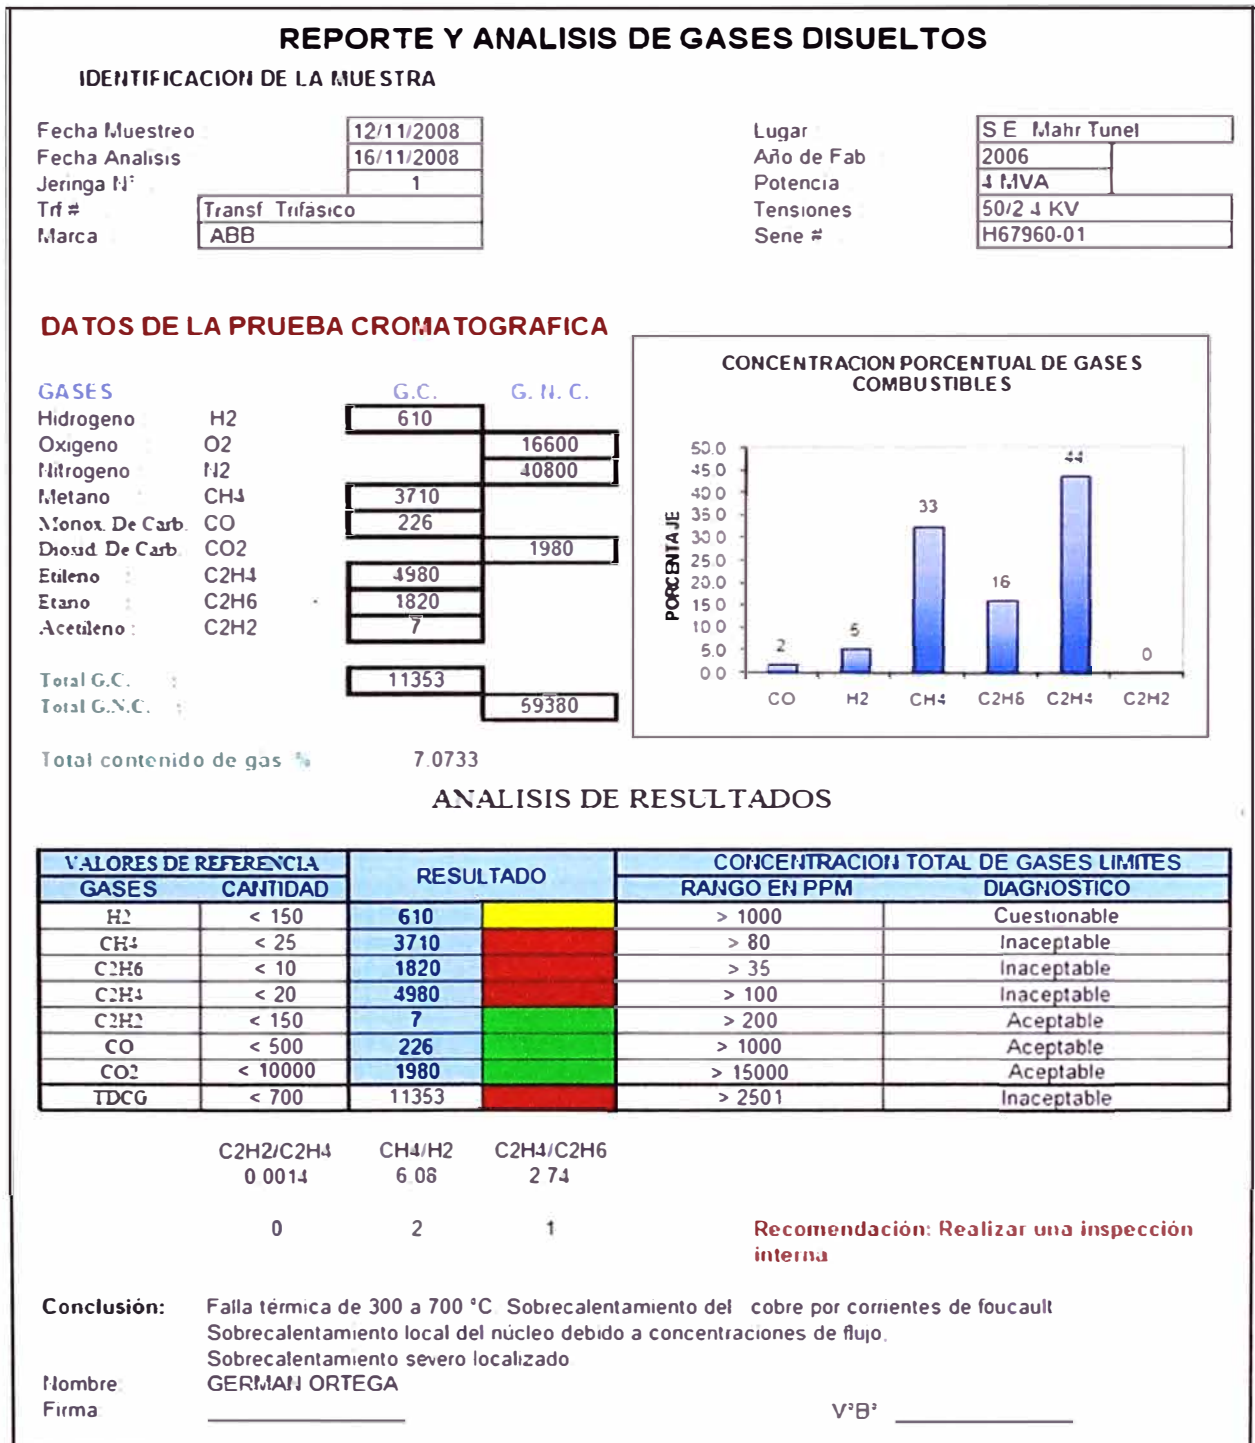 REPORTE Y ANALISIS DE GASES DISUELTOS
IDENTIFICACION DE LA MUESTRA
Fecha Muestreo : 12/11/2008 Lugar : S E Mahr Tunel
Fecha Analisis 16/11/2008 Año de Fab 2006
Jeringa N° 1 Potencia 4 MVA
Trf # Transf Trifásico Tensiones 50/2 4 KV
Marca : ABB Serie # H67960-01
DATOS DE LA PRUEBA CROMATOGRAFICA
GASES G.C. G. N. C.
Hidrogeno H2 610
Oxigeno O2 16600
Nitrogeno N2 40800
Metano CH4 3710
Monox. De Carb. CO 226
Dioxid. De Carb. CO2 1980
Etileno : C2H4 4980
Etano : C2H6 1820
Acetileno : C2H2 7
Total G.C. : 11353
Total G.N.C. : 59380
Total contenido de gas % 7.0733
CONCENTRACION PORCENTUAL DE GASES
COMBUSTIBLES
PORCENTAJE
50.0
45.0
40.0
35.0
30.0
25.0
20.0
15.0
10.0
5.0
0.0
2 5 33 16 44 0
CO H2 CH4 C2H6 C2H4 C2H2
ANALISIS DE RESULTADOS
VALORES DE REFERENCIA RESULTADO CONCENTRACION TOTAL DE GASES LIMITES
GASES CANTIDAD RANGO EN PPM DIAGNOSTICO
H2 < 150 610 > 1000 Cuestionable
CH4 < 25 3710 > 80 Inaceptable
C2H6 < 10 1820 > 35 Inaceptable
C2H4 < 20 4980 > 100 Inaceptable
C2H2 < 150 7 > 200 Aceptable
CO < 500 226 > 1000 Aceptable
CO2 < 10000 1980 > 15000 Aceptable
TDCG < 700 11353 > 2501 Inaceptable
C2H2/C2H4 CH4/H2 C2H4/C2H6
0 0014 6.08 2 74
0 2 1
Recomendación: Realizar una inspección
interna
Conclusión: Falla térmica de 300 a 700 °C. Sobrecalentamiento del cobre por corrientes de foucault
Sobrecalentamiento local del núcleo debido a concentraciones de flujo.
Sobrecalentamiento severo localizado
Nombre: GERMAN ORTEGA
Firma: V°B°